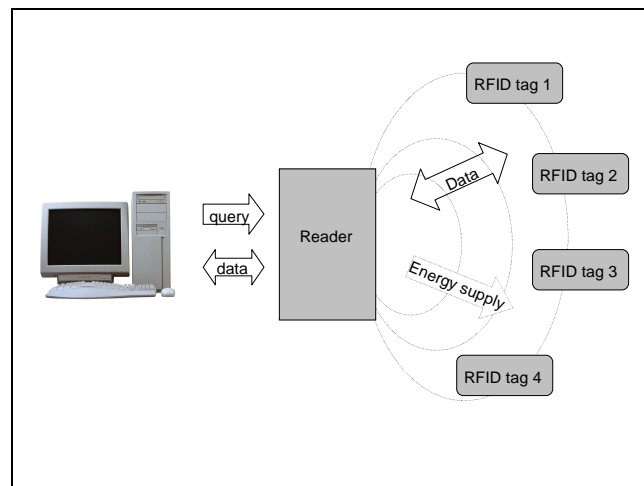 RFID tag 1
Data
RFID tag 2
query
Reader
data
RFID tag 3
Energy supply
RFID tag 4